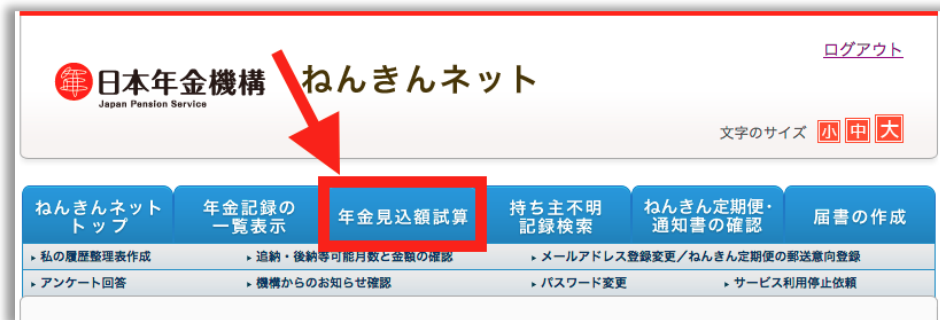 ログアウト
年 日本年金機構 ねんきんネット
Japan Pension Service
文字のサイズ 小 中 大
ねんきんネット
トップ
年金記録の
一覧表示
年金見込額試算
持ち主不明
記録検索
ねんきん定期便・
通知書の確認
届書の作成
私の履歴整理表作成 追納・後納等可能月数と金額の確認 メールアドレス登録変更／ねんきん定期便の郵送意向登録
アンケート回答 機構からのお知らせ確認 パスワード変更 サービス利用停止依頼